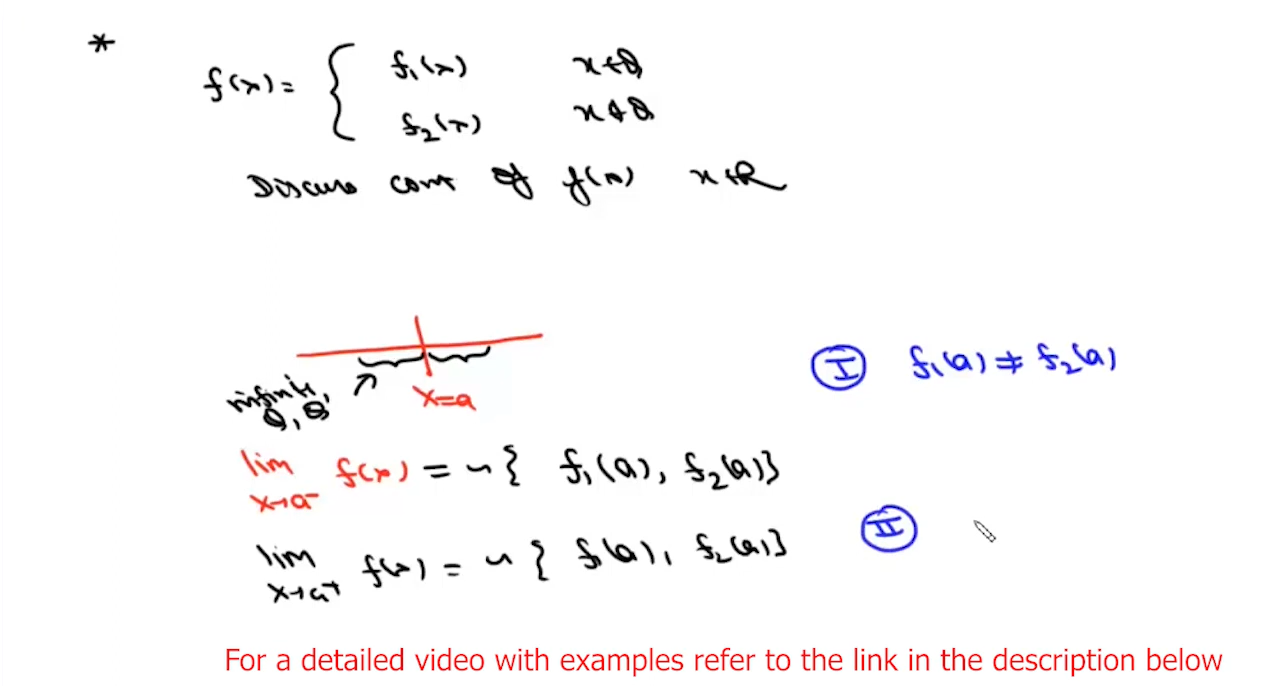 *
f(x) = { f₁(x) x∈Q
f₂(x) x∉Q
Discuss cont of f(x) x∈R
x=a
infinite,
Q, Q
lim x→a⁻ f(x) = { f₁(a), f₂(a)}
lim x→a⁺ f(x) = { f₁(a), f₂(a)}
I f₁(a) ≠ f₂(a)
II
For a detailed video with examples refer to the link in the description below